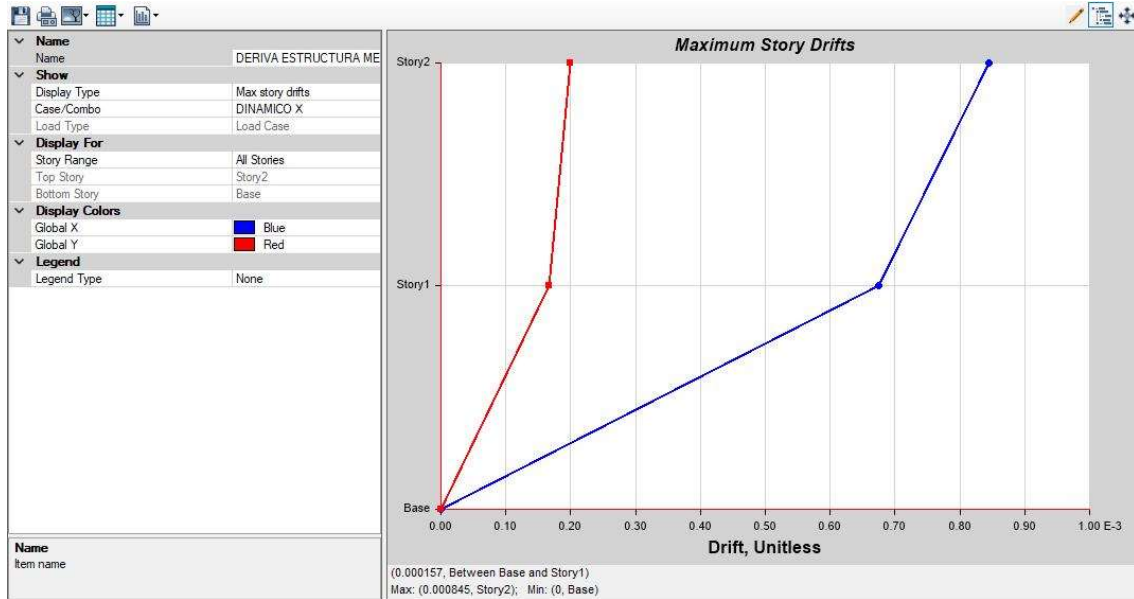 Name
Name DERIVA ESTRUCTURA ME
Show
Display Type Max story drifts
Case/Combo DINAMICO X
Load Type Load Case
Display For
Story Range All Stories
Top Story Story2
Bottom Story Base
Display Colors
Global X Blue
Global Y Red
Legend
Legend Type None
Name
Item name
Maximum Story Drifts
Story2
Story1
Base
0.00 0.10 0.20 0.30 0.40 0.50 0.60 0.70 0.80 0.90 1.00 E-3
Drift, Unitless
(0.000157, Between Base and Story1)
Max: (0.000845, Story2); Min: (0, Base)